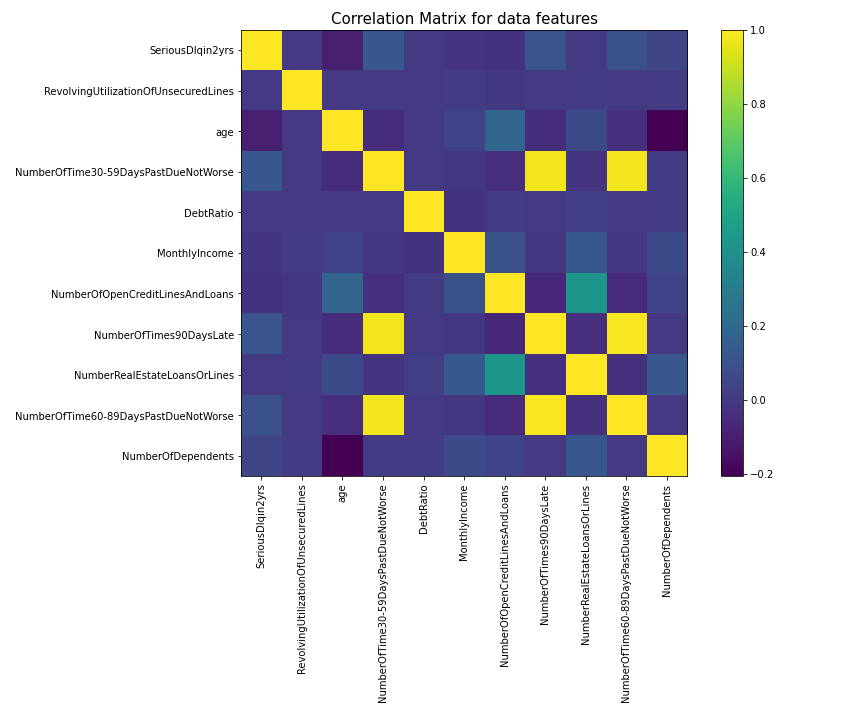 Correlation Matrix for data features
SeriousDlqin2yrs
RevolvingUtilizationOfUnsecuredLines
age
NumberOfTime30-59DaysPastDueNotWorse
DebtRatio
MonthlyIncome
NumberOfOpenCreditLinesAndLoans
NumberOfTimes90DaysLate
NumberRealEstateLoansOrLines
NumberOfTime60-89DaysPastDueNotWorse
NumberOfDependents
SeriousDlqin2yrs
RevolvingUtilizationOfUnsecuredLines
age
NumberOfTime30-59DaysPastDueNotWorse
DebtRatio
MonthlyIncome
NumberOfOpenCreditLinesAndLoans
NumberOfTimes90DaysLate
NumberRealEstateLoansOrLines
NumberOfTime60-89DaysPastDueNotWorse
NumberOfDependents
1.0
0.8
0.6
0.4
0.2
0.0
−0.2